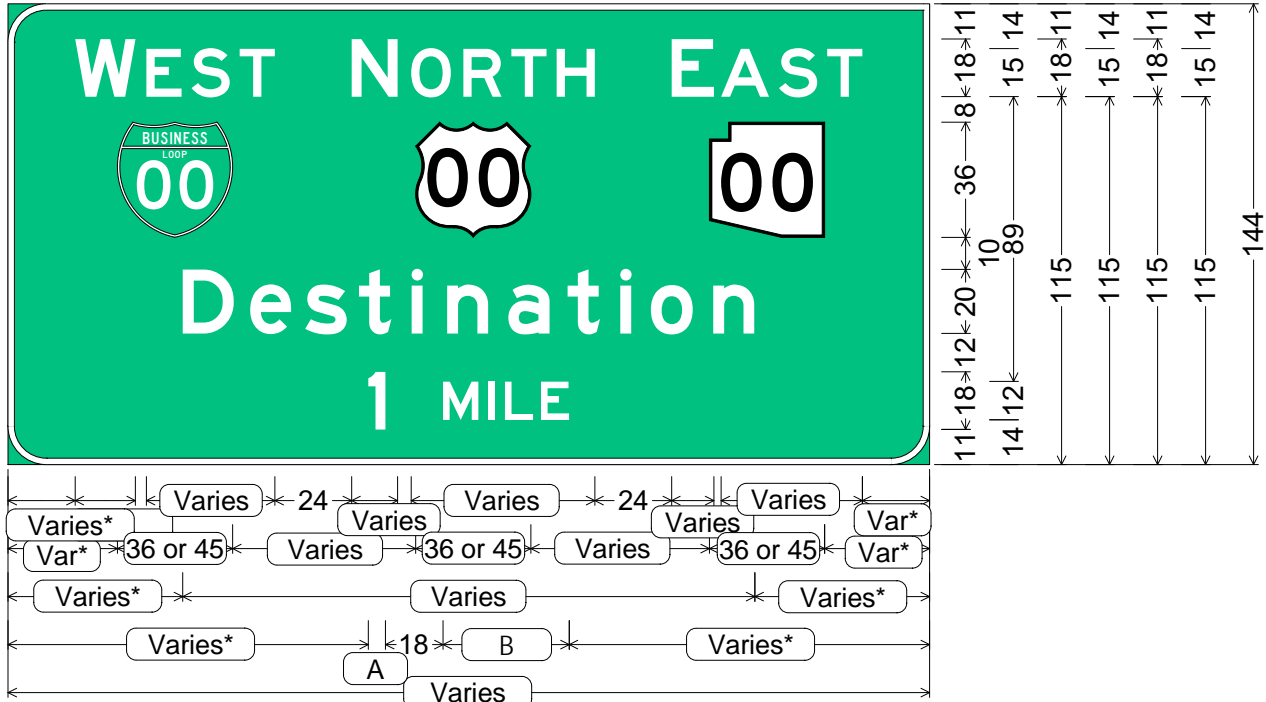 WEST NORTH EAST
BUSINESS
LOOP
00 00 00
Destination
1 MILE
11 14 11 14 11 14
18 15 18 15 18 15
8
36
10
89
20
12
18 12
11 14
115 115 115 115
144
Varies 24 Varies 24 Varies
Varies* Varies Varies Var*
Var* 36 or 45 Varies 36 or 45 Varies 36 or 45 Var*
Varies* Varies Varies*
Varies* 18 B Varies*
A
Varies